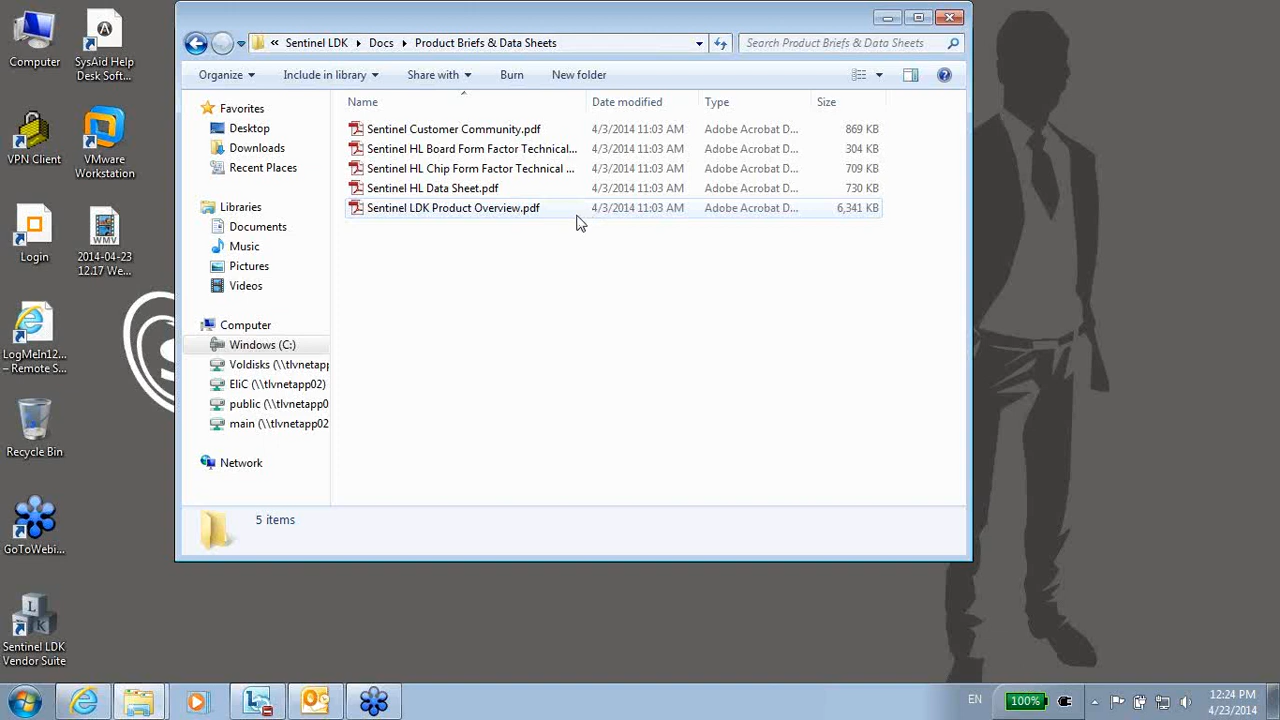 Sentinel LDK
Docs
Product Briefs & Data Sheets
Search Product Briefs & Data Sheets
Organize
Include in library
Share with
Burn
New folder
Name
Date modified
Type
Size
Sentinel Customer Community.pdf
4/3/2014 11:03 AM
Adobe Acrobat D...
869 KB
Sentinel HL Board Form Factor Technical...
4/3/2014 11:03 AM
Adobe Acrobat D...
304 KB
Sentinel HL Chip Form Factor Technical ...
4/3/2014 11:03 AM
Adobe Acrobat D...
709 KB
Sentinel HL Data Sheet.pdf
4/3/2014 11:03 AM
Adobe Acrobat D...
730 KB
Sentinel LDK Product Overview.pdf
4/3/2014 11:03 AM
Adobe Acrobat D...
6,341 KB
Favorites
Desktop
Downloads
Recent Places
Libraries
Documents
Music
Pictures
Videos
Computer
Windows (C:)
Voldisks (\\tlvnetapp
EliC (\\tlvnetapp02)
public (\\tlvnetapp0
main (\\tlvnetapp02
Network
5 items
Computer
SysAid Help
Desk Soft...
VPN Client
VMware
Workstation
Login
WMV
2014-04-23
12.17 We...
LogMeIn12...
– Remote S...
Recycle Bin
GoToWebi...
L
D
K
Sentinel LDK
Vendor Suite
EN
100%
12:24 PM
4/23/2014